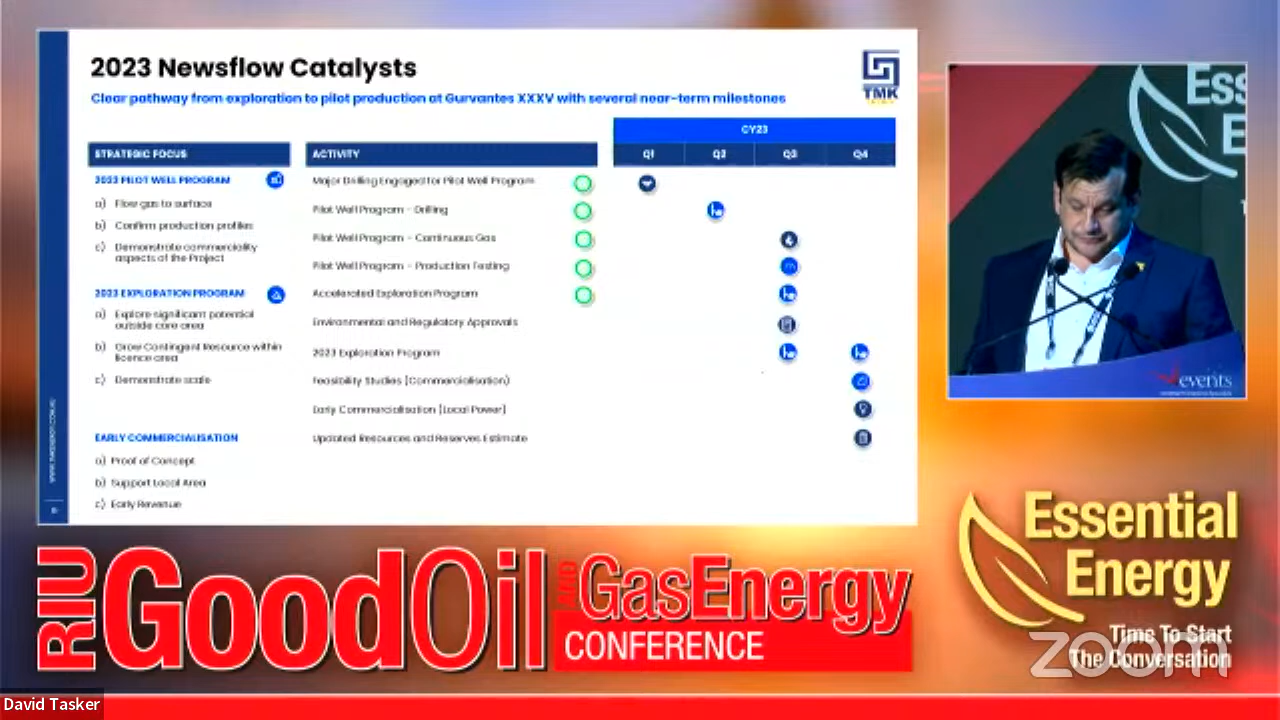 2023 Newsflow Catalysts
TMK
Clear pathway from exploration to pilot production at Gurvantes XXXV with several near-term milestones
CY23
STRATEGIC FOCUS
ACTIVITY
Q1 Q2 Q3 Q4
2023 PILOT WELL PROGRAM
a) Flow gas to surface
b) Confirm production profiles
c) Demonstrate commerciality
aspects of the Project
2023 EXPLORATION PROGRAM
a) Explore significant potential
outside core area
b) Grow Contingent Resource within
licence area
c) Demonstrate scale
EARLY COMMERCIALISATION
a) Proof of Concept
b) Support Local Area
c) Early Revenue
Major Drilling Engaged for Pilot Well Program
Pilot Well Program - Drilling
Pilot Well Program - Continuous Gas
Pilot Well Program - Production Testing
Accelerated Exploration Program
Environmental and Regulatory Approvals
2023 Exploration Program
Feasibility Studies (Commercialisation)
Early Commercialisation (Local Power)
Updated Resources and Reserves Estimate
Ess
E
events
RIU GoodOil AND GasEnergy
CONFERENCE
Essential
Energy
Time To Start
The Conversation
zoom
David Tasker